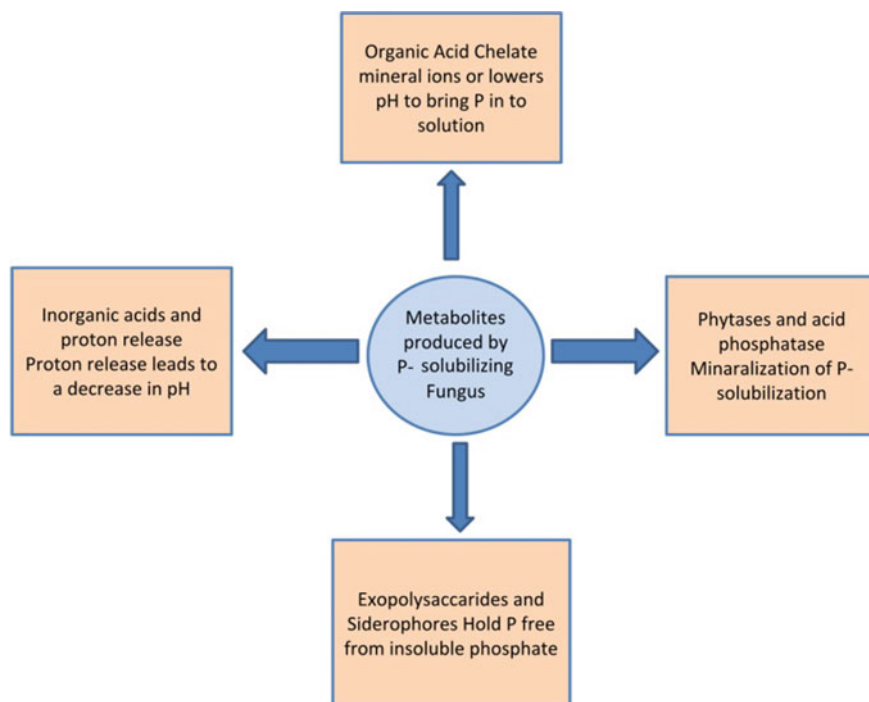 Organic Acid Chelate
mineral ions or lowers
pH to bring P in to
solution
Inorganic acids and
proton release
Proton release leads to
a decrease in pH
Metabolites
produced by
P- solubilizing
Fungus
Phytases and acid
phosphatase
Minaralization of P-
solubilization
Exopolysaccarides and
Siderophores Hold P free
from insoluble phosphate